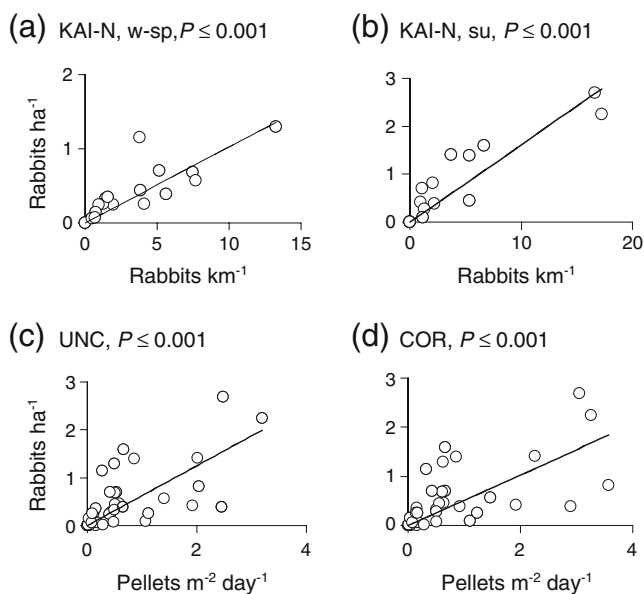 (a) KAI-N, w-sp,P ≤ 0.001
Rabbits ha⁻¹
2
1
0
0 5 10 15
Rabbits km⁻¹
(b) KAI-N, su, P ≤ 0.001
3
2
1
0
0 10 20
Rabbits km⁻¹
(c) UNC, P ≤ 0.001
Rabbits ha⁻¹
3
2
1
0
0 2 4
Pellets m⁻² day⁻¹
(d) COR, P ≤ 0.001
3
2
1
0
0 2 4
Pellets m⁻² day⁻¹